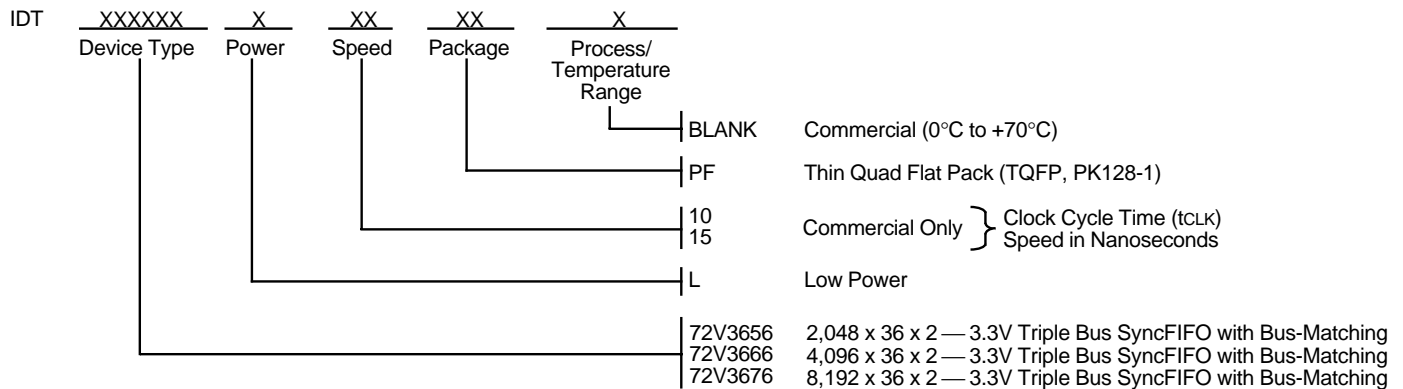 IDT XXXXXX X XX XX X
Device Type Power Speed Package Process/
Temperature
Range
BLANK Commercial (0°C to +70°C)
PF Thin Quad Flat Pack (TQFP, PK128-1)
10
15
Commercial Only
Clock Cycle Time (tCLK)
Speed in Nanoseconds
L Low Power
72V3656 2,048 x 36 x 2 — 3.3V Triple Bus SyncFIFO with Bus-Matching
72V3666 4,096 x 36 x 2 — 3.3V Triple Bus SyncFIFO with Bus-Matching
72V3676 8,192 x 36 x 2 — 3.3V Triple Bus SyncFIFO with Bus-Matching